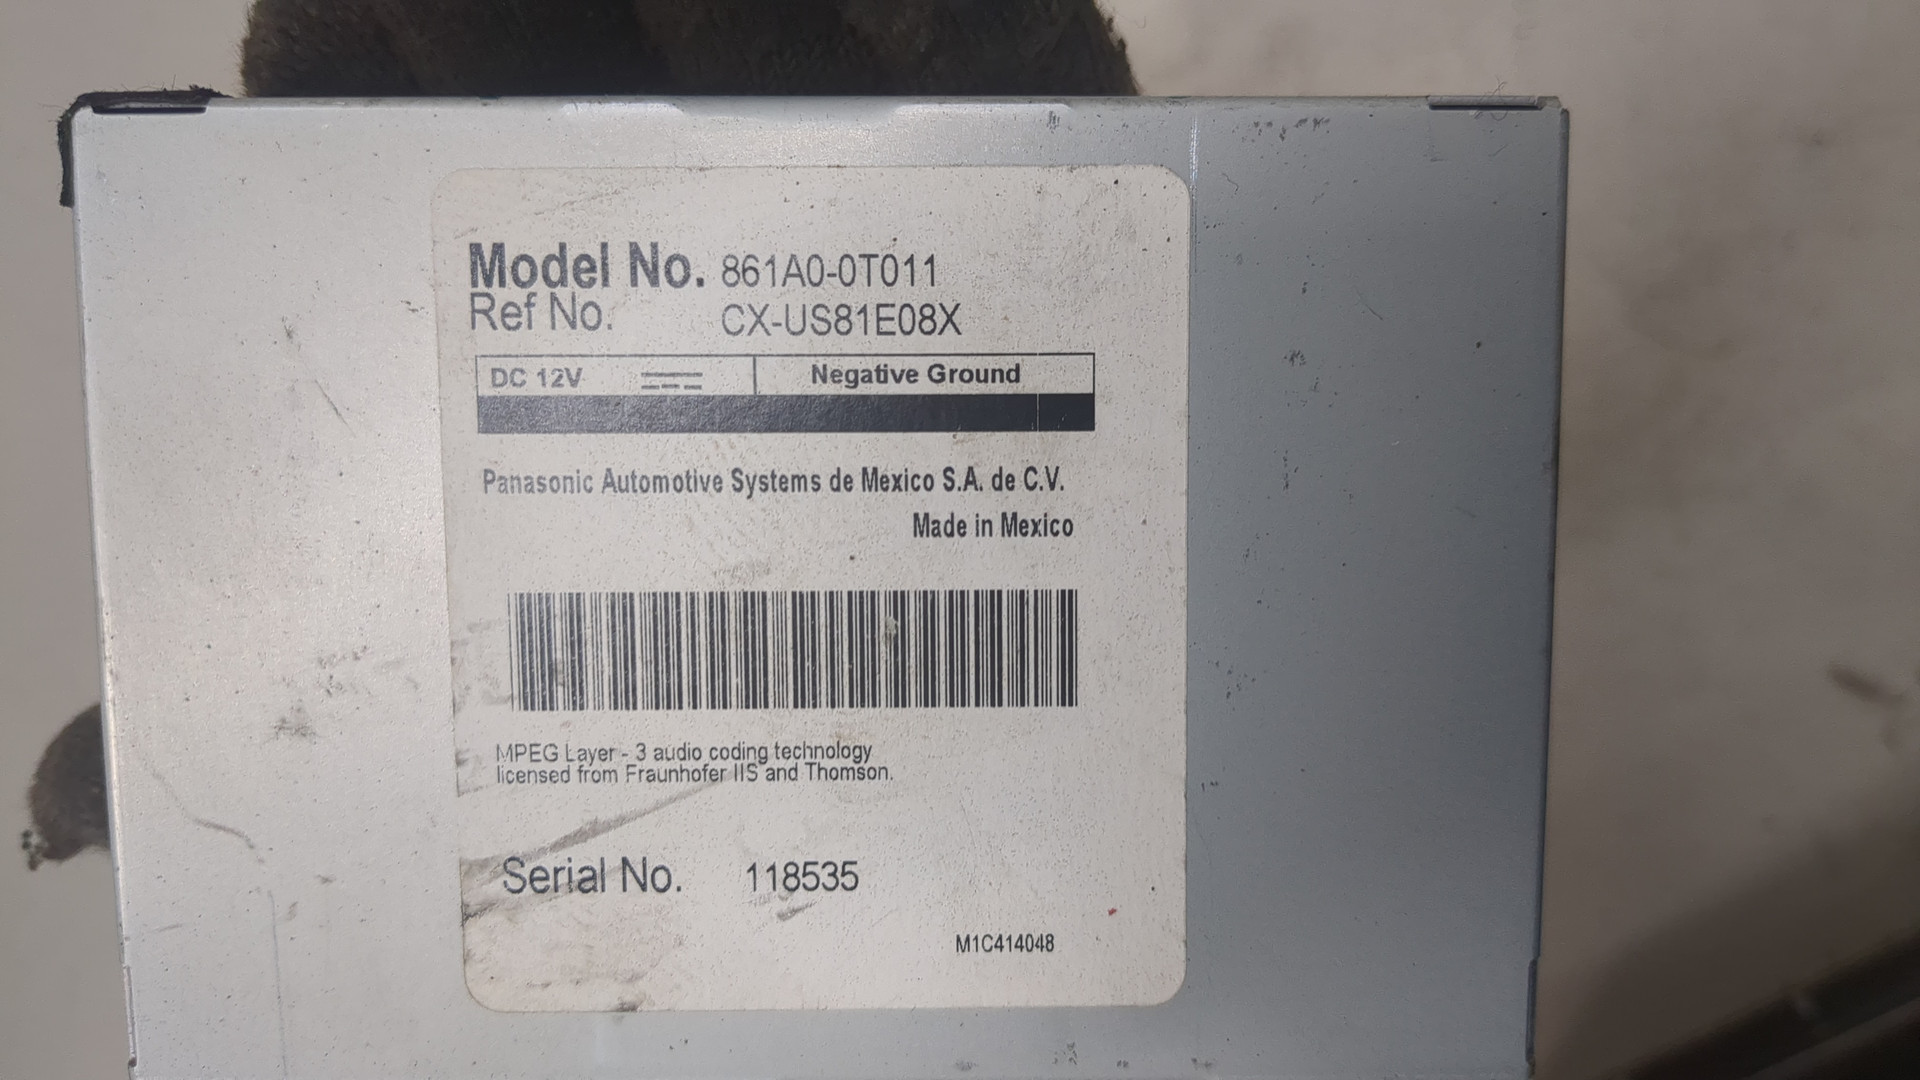 Model No. 861A0-0T011
Ref No. CX-US81E08X
DC 12V Negative Ground
Panasonic Automotive Systems de Mexico S.A. de C.V.
Made in Mexico
MPEG Layer - 3 audio coding technology
licensed from Fraunhofer IIS and Thomson.
Serial No. 118535
M1C414048